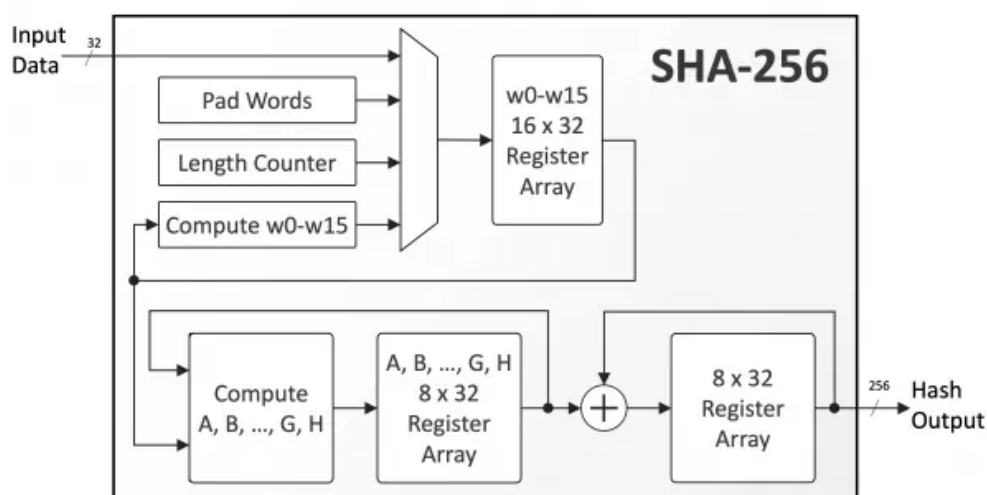 Input
Data
32
SHA-256
Pad Words
Length Counter
Compute w0-w15
w0-w15
16 x 32
Register
Array
Compute
A, B, ..., G, H
A, B, ..., G, H
8 x 32
Register
Array
+
8 x 32
Register
Array
256
Hash
Output